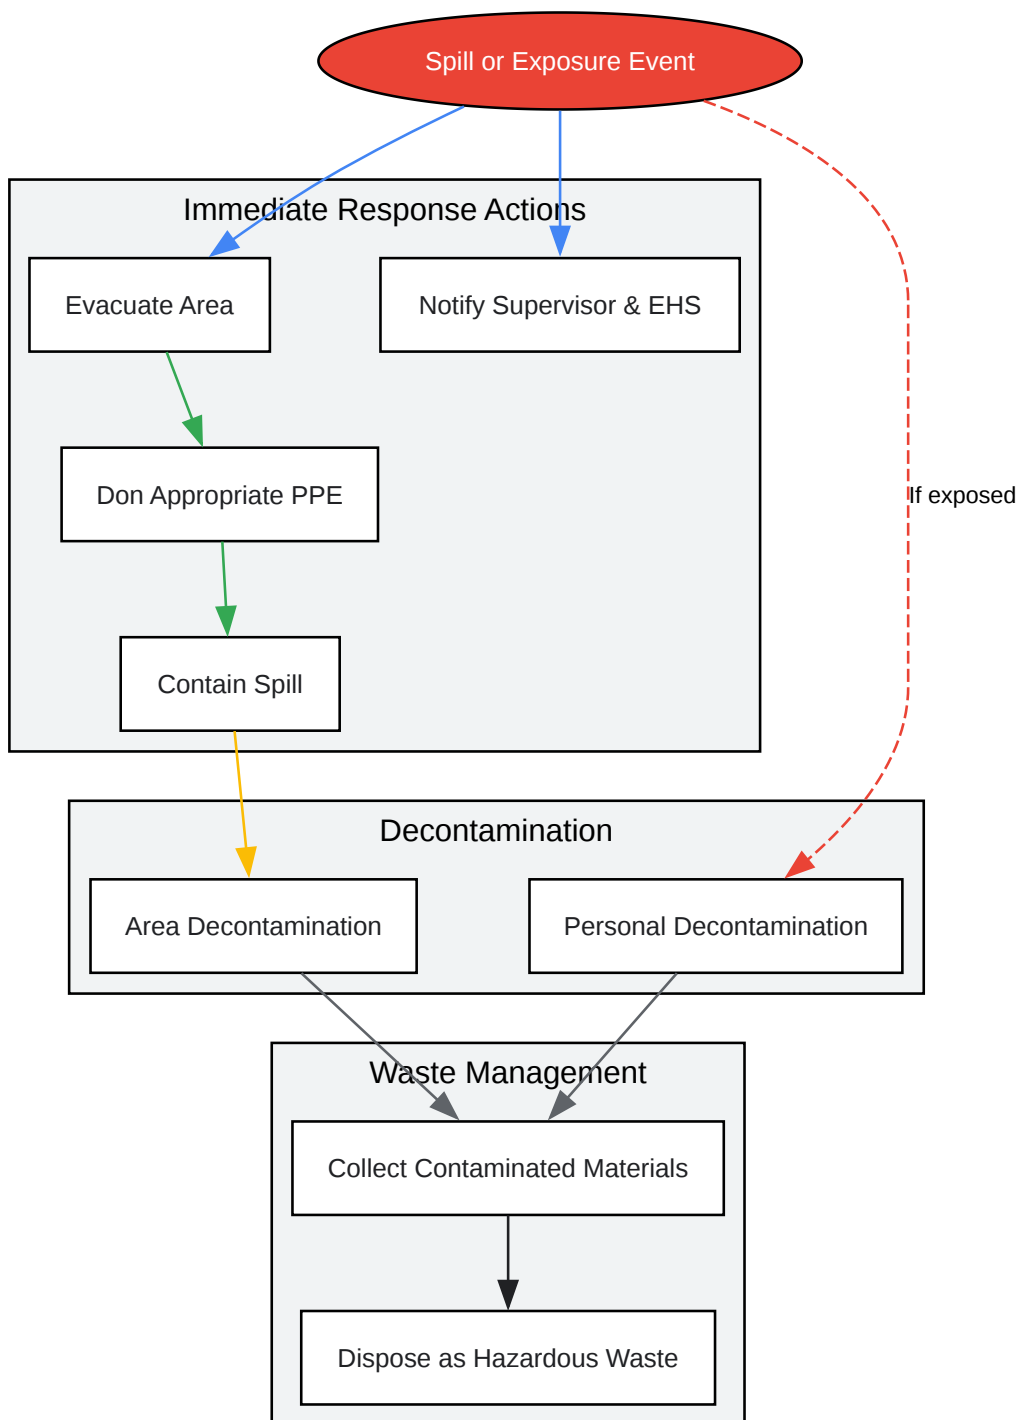 Spill or Exposure Event
Immediate Response Actions
Evacuate Area
Notify Supervisor & EHS
Don Appropriate PPE
If exposed
Contain Spill
Decontamination
Area Decontamination
Personal Decontamination
Waste Management
Collect Contaminated Materials
Dispose as Hazardous Waste